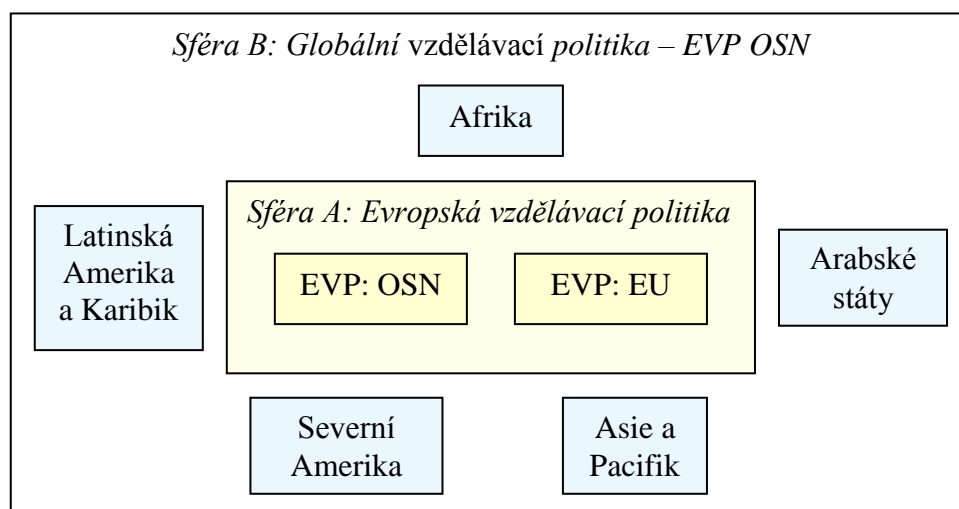 Sféra B: Globální vzdělávací politika – EVP OSN
Afrika
Sféra A: Evropská vzdělávací politika
Latinská
Amerika
a Karibik
EVP: OSN
EVP: EU
Arabské
státy
Severní
Amerika
Asie a
Pacifik